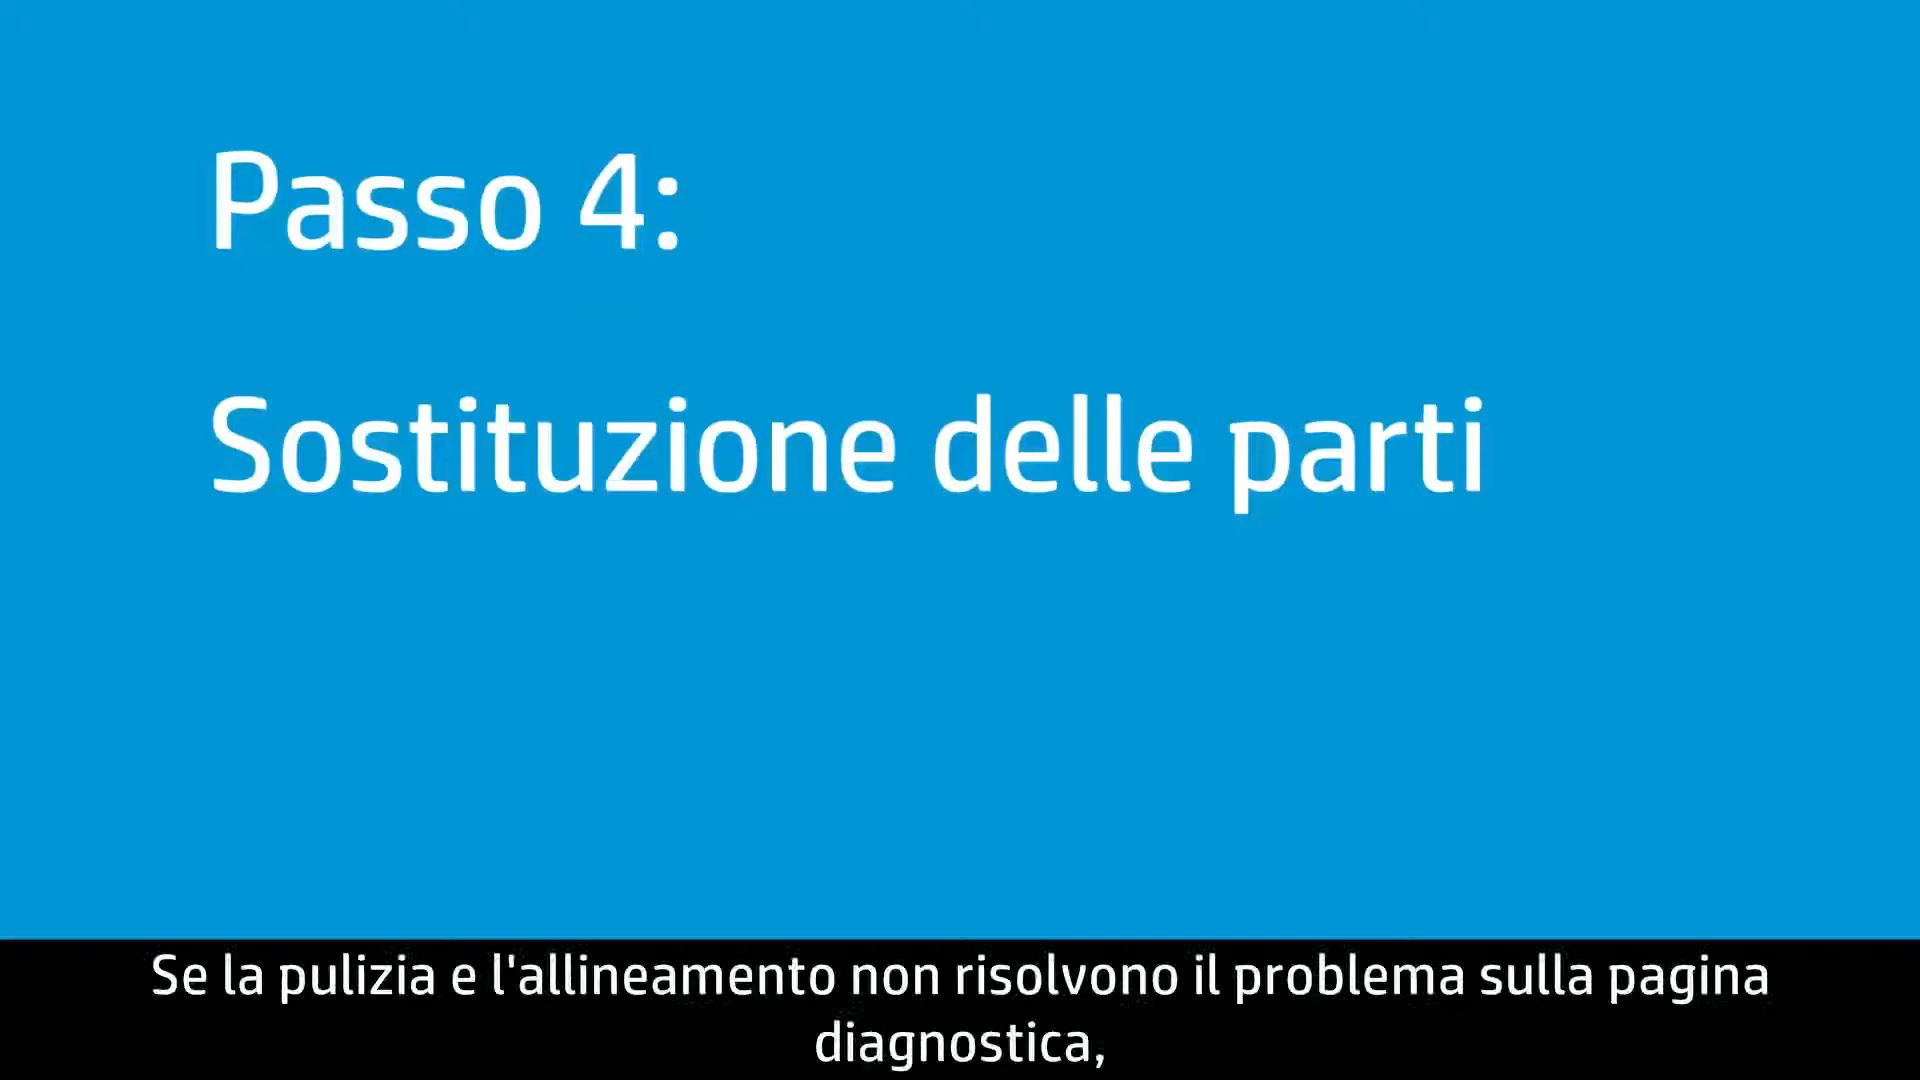 Passo 4:
Sostituzione delle parti
Se la pulizia e l'allineamento non risolvono il problema sulla pagina
diagnostica,